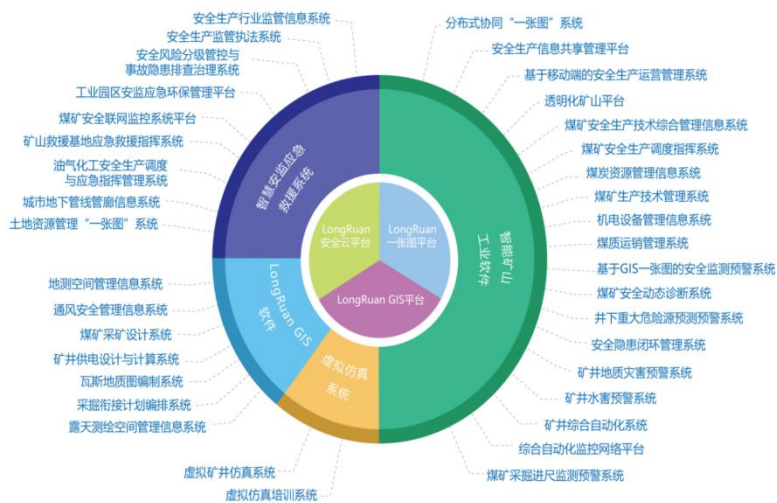 安全生产行业监管信息系统
安全生产监管执法系统
安全风险分级管控与
事故隐患排查治理系统
工业园区安监应急环保管理平台
煤矿安全联网监控系统平台
矿山救援基地应急救援指挥系统
油气化工安全生产调度
与应急指挥管理系统
城市地下管线管廊信息系统
土地资源管理“一张图”系统
地测空间管理信息系统
通风安全管理信息系统
煤矿采矿设计系统
矿井供电设计与计算系统
瓦斯地质图编制系统
采掘衔接计划编排系统
露天测绘空间管理信息系统
虚拟矿井仿真系统
虚拟仿真培训系统
智慧安监应急
救援系统
LongRuan GIS
软件
虚拟仿真
系统
智能矿山
工业软件
LongRuan
安全云平台
LongRuan
一张图平台
LongRuan GIS平台
分布式协同“一张图”系统
安全生产信息共享管理平台
基于移动端的安全生产运营管理系统
透明化矿山平台
煤矿安全生产技术综合管理信息系统
煤矿安全生产调度指挥系统
煤炭资源管理信息系统
煤矿生产技术管理系统
机电设备管理信息系统
煤质运销管理系统
基于GIS一张图的安全监测预警系统
煤矿安全动态诊断系统
井下重大危险源预测预警系统
安全隐患闭环管理系统
矿井地质灾害预警系统
矿井水害预警系统
矿井综合自动化系统
综合自动化监控网络平台
煤矿采掘进尺监测预警系统